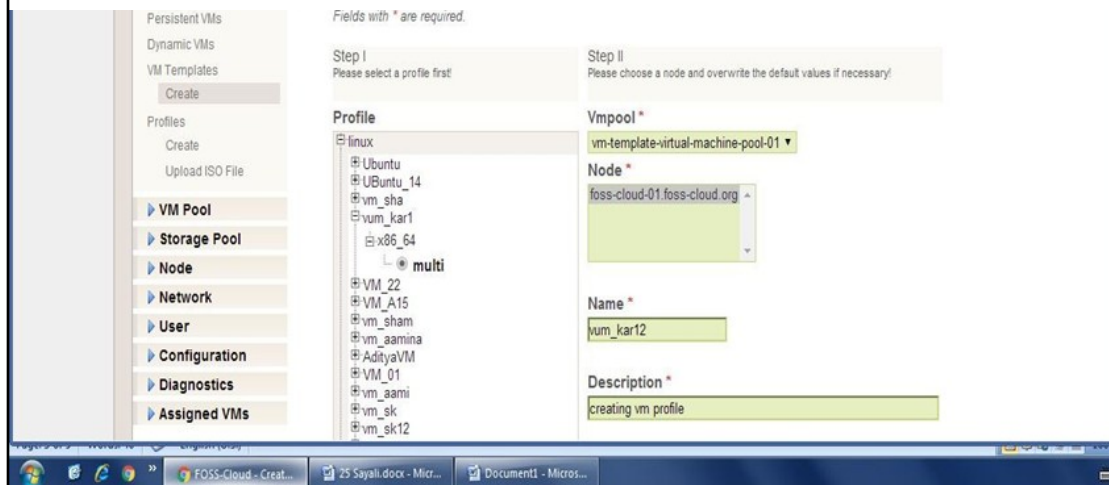 Persistent VMs
Dynamic VMs
VM Templates
Create
Profiles
Create
Upload ISO File
VM Pool
Storage Pool
Node
Network
User
Configuration
Diagnostics
Assigned VMs
Fields with * are required.
Step I
Please select a profile first!
Profile
linux
Ubuntu
UBuntu_14
vm_sha
vum_kar1
x86_64
multi
VM_22
VM_A15
vm_sham
vm_aamina
AdityaVM
VM_01
vm_aami
vm_sk
vm_sk12
Step II
Please choose a node and overwrite the default values if necessary!
Vmpool *
vm-template-virtual-machine-pool-01
Node *
foss-cloud-01.foss-cloud.org
Name *
vum_kar12
Description *
creating vm profile
FOSS-Cloud - Creat...
25 Sayali.docx - Micr...
Document1 - Micros...